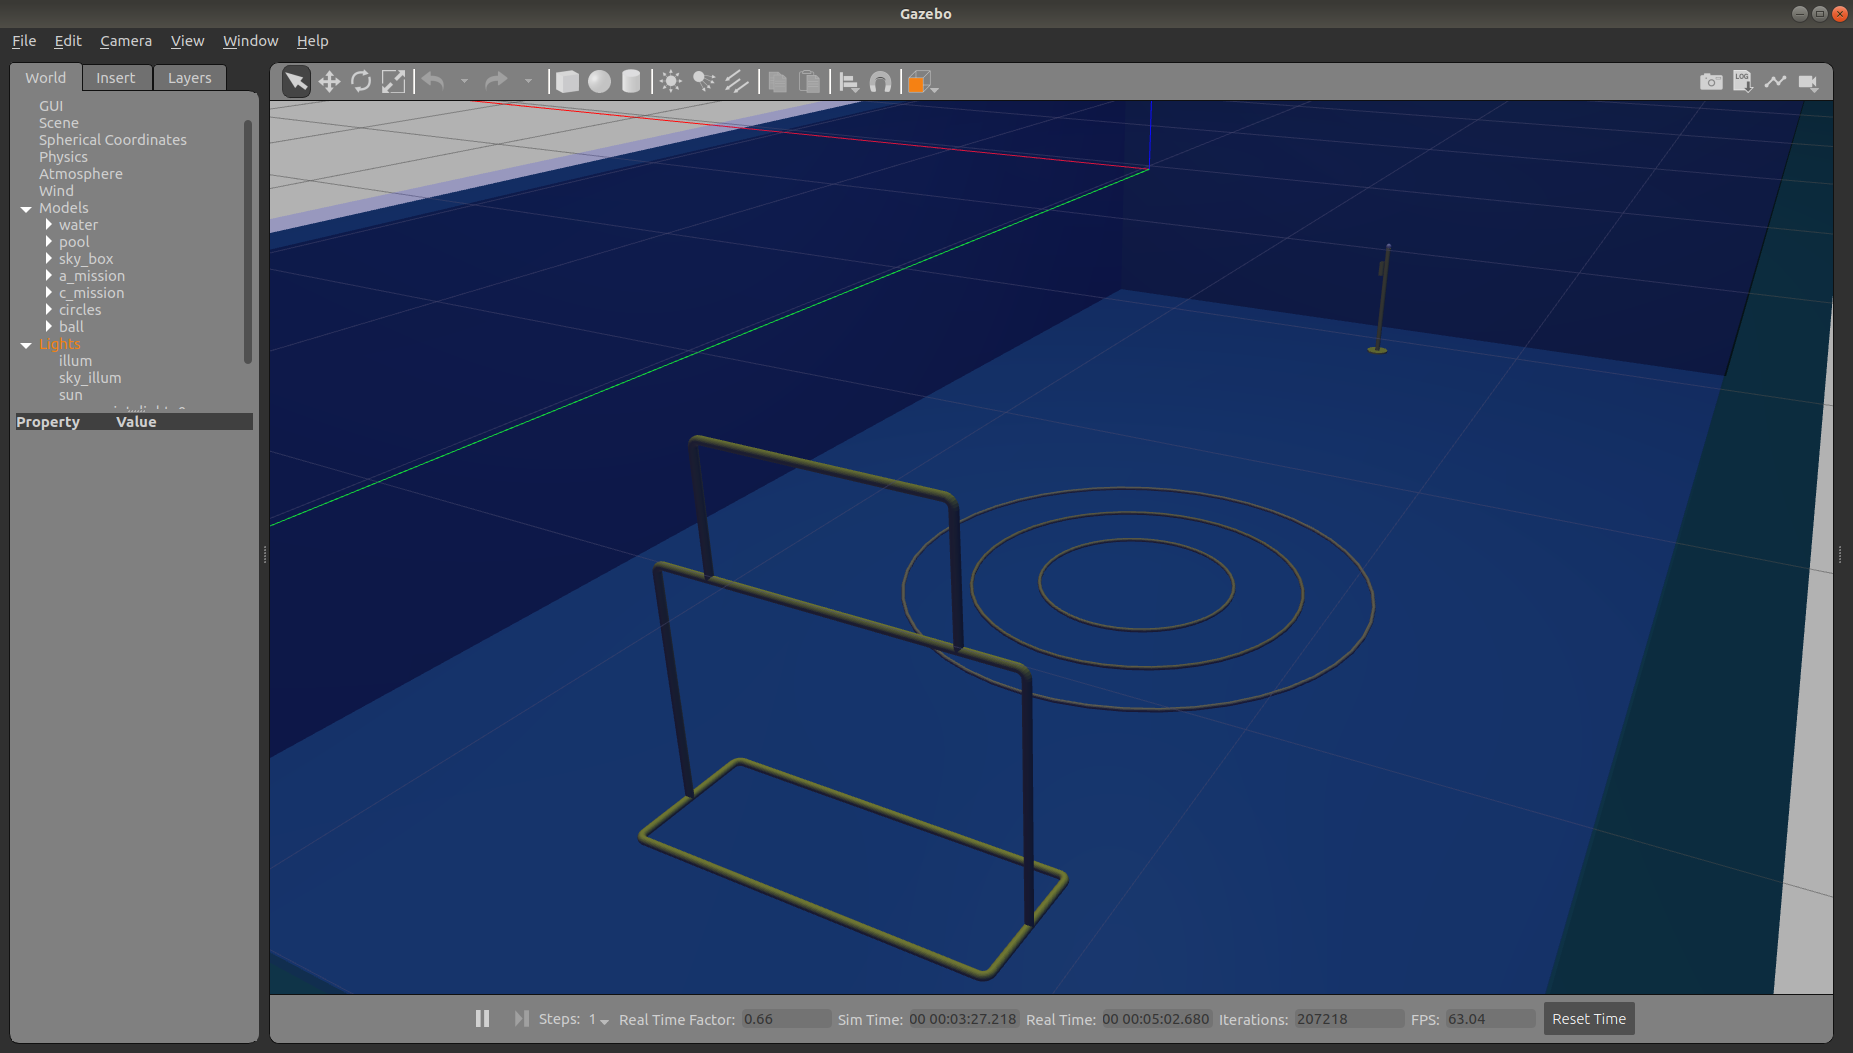 Gazebo
File Edit Camera View Window Help
World Insert Layers
LOG
GUI
Scene
Spherical Coordinates
Physics
Atmosphere
Wind
Models
water
pool
sky_box
a_mission
c_mission
circles
ball
Lights
illum
sky_illum
sun
Property Value
Steps: 1 Real Time Factor: 0.66 Sim Time: 00 00:03:27.218 Real Time: 00 00:05:02.680 Iterations: 207218 FPS: 63.04 Reset Time